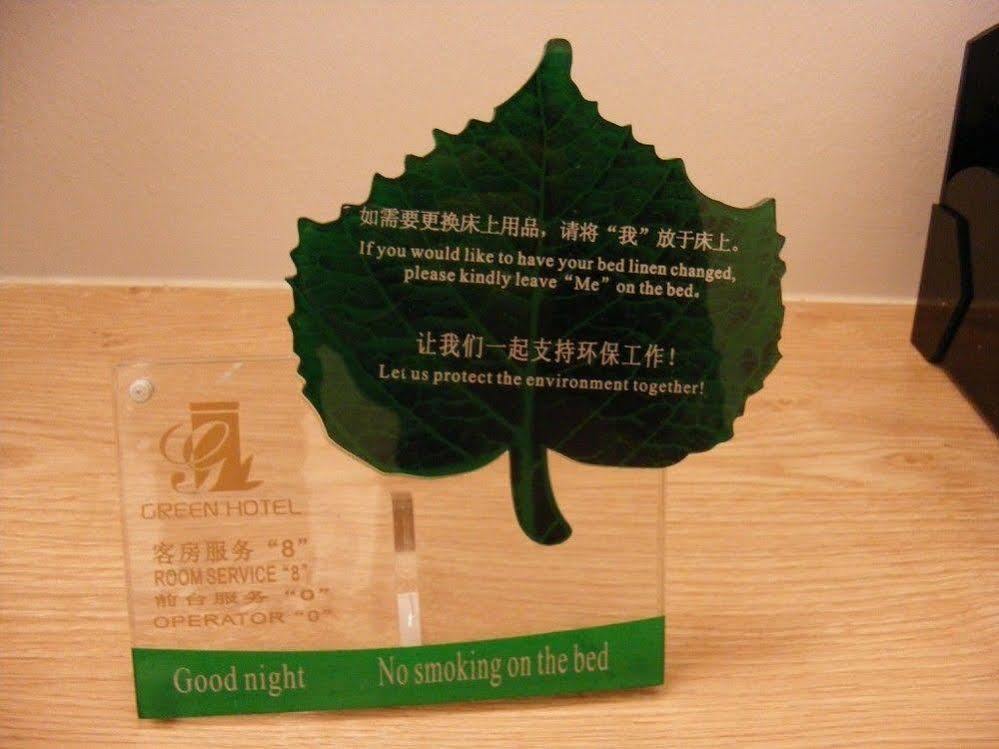 如需要更换床上用品，请将“我”放于床上。
If you would like to have your bed linen changed,
please kindly leave “Me” on the bed.
让我们一起支持环保工作！
Let us protect the environment together!
GREEN HOTEL
客房服务“8”
ROOM SERVICE “8”
前台服务“0”
OPERATOR “0”
Good night
No smoking on the bed